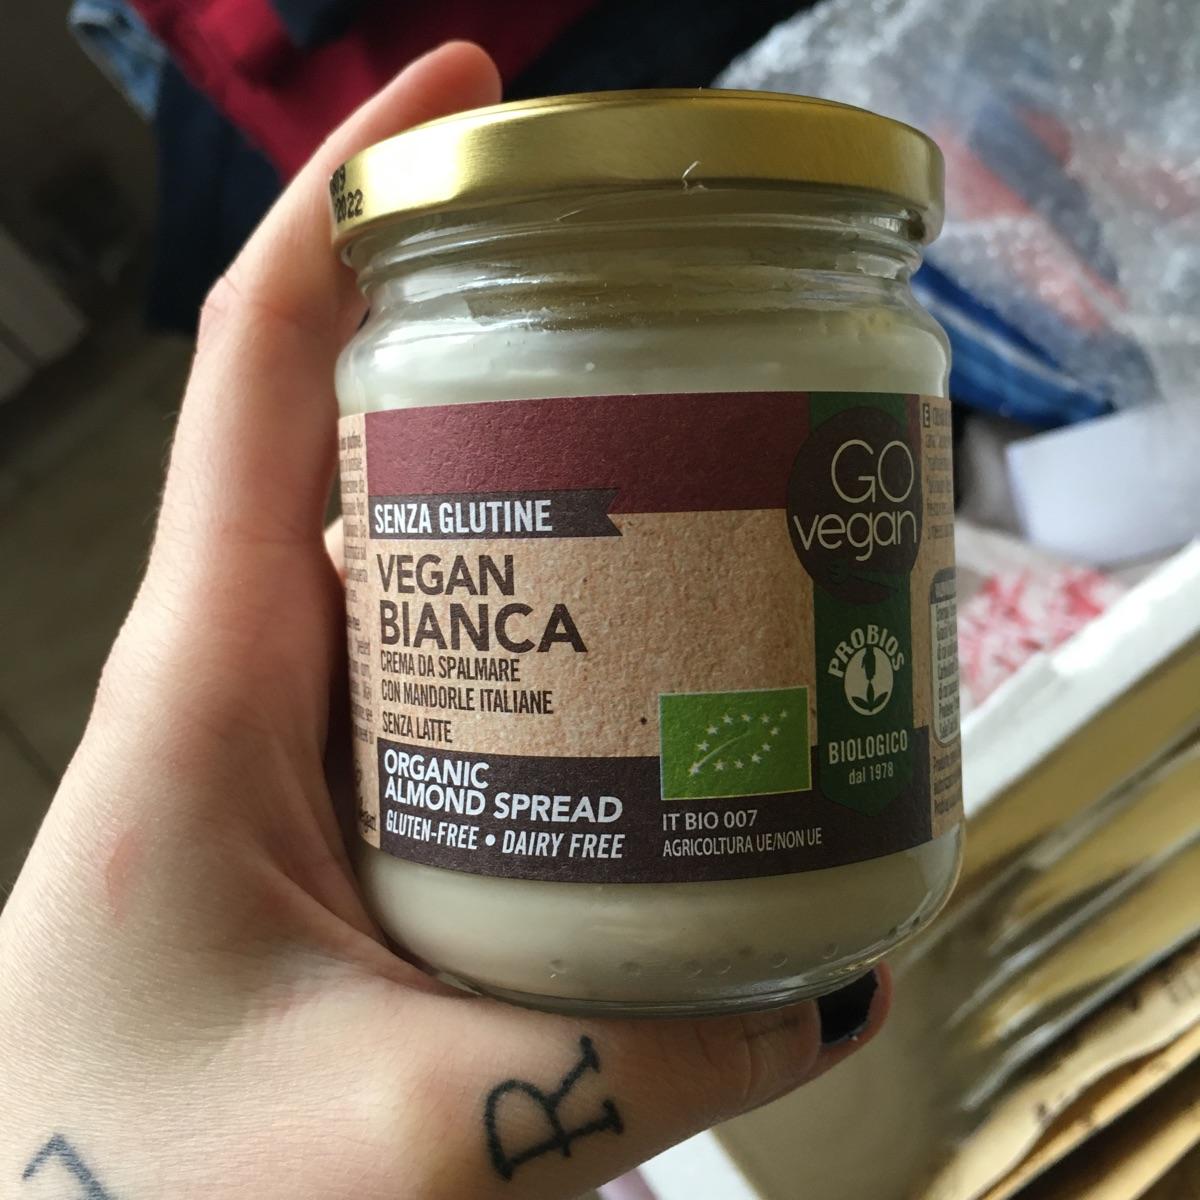 2022
GO
vegan
SENZA GLUTINE
VEGAN
BIANCA
CREMA DA SPALMARE
CON MANDORLE ITALIANE
SENZA LATTE
PROBIOS
BIOLOGICO
dal 1978
ORGANIC
ALMOND SPREAD
GLUTEN-FREE • DAIRY FREE
IT BIO 007
AGRICOLTURA UE/NON UE
R